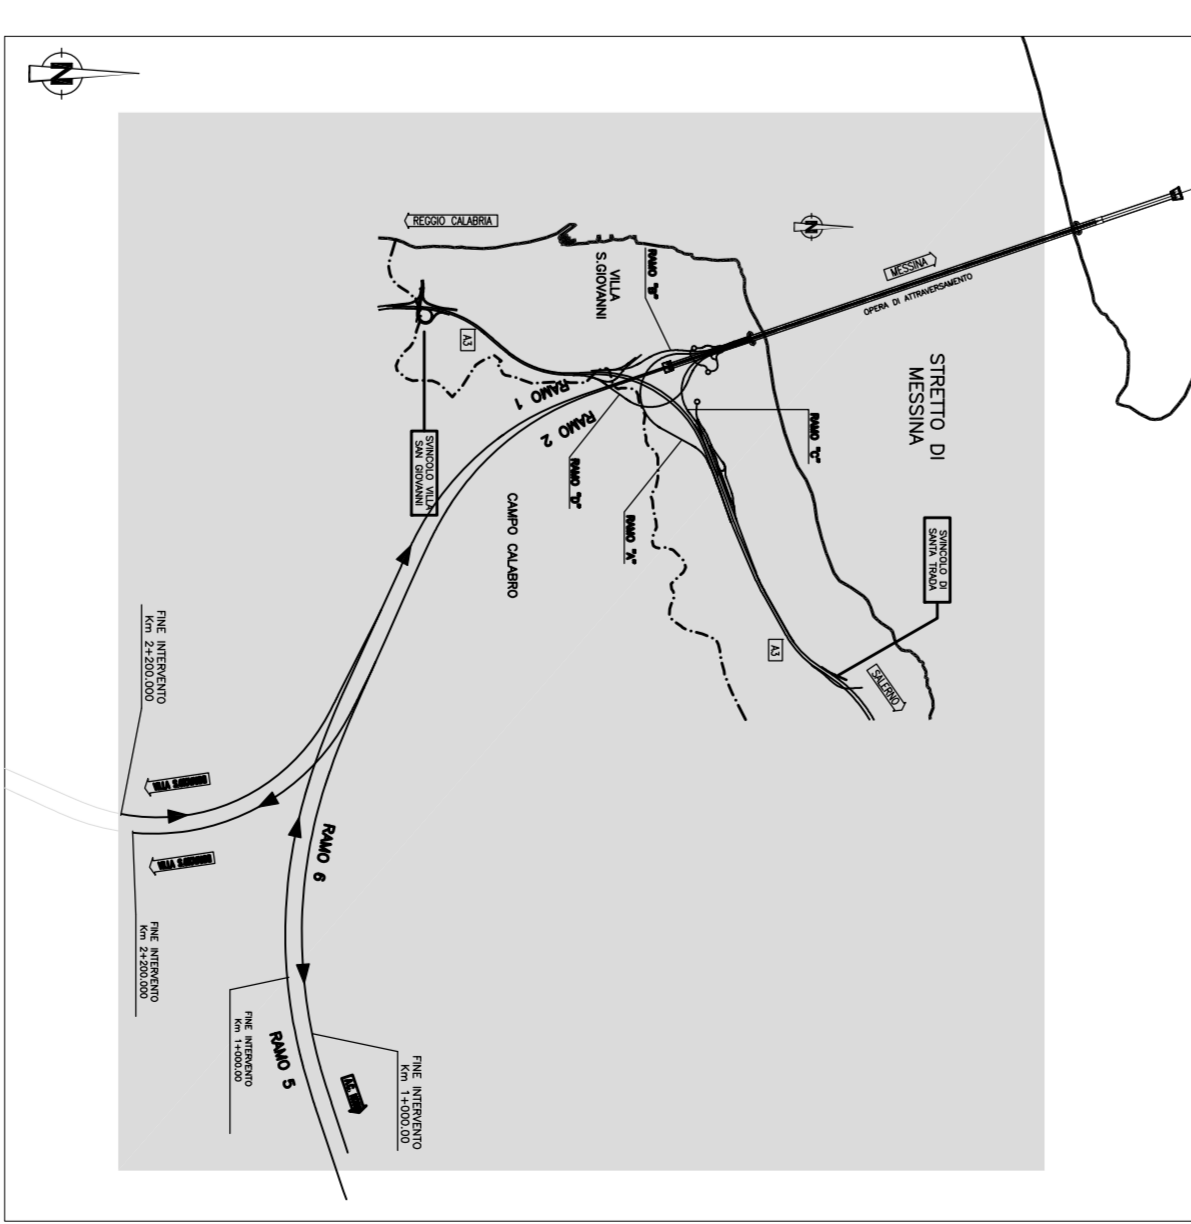 N
REGGIO CALABRIA
N
VILLA
S.GIOVANNI
RAMO "B"
MESSINA
OPERA DI ATTRAVERSAMENTO
A3
STRETTO DI
MESSINA
RAMO 1
RAMO 2
RAMO "C"
SVINCOLO VILLA
SAN GIOVANNI
RAMO "D"
CAMPO CALABRO
RAMO "A"
SVINCOLO DI
SANTA TRADA
A3
SALERNO
FINE INTERVENTO
Km 2+200.000
RAMO 6
FINE INTERVENTO
Km 2+200.000
FINE INTERVENTO
Km 1+000.00
RAMO 5
FINE INTERVENTO
Km 1+000.00